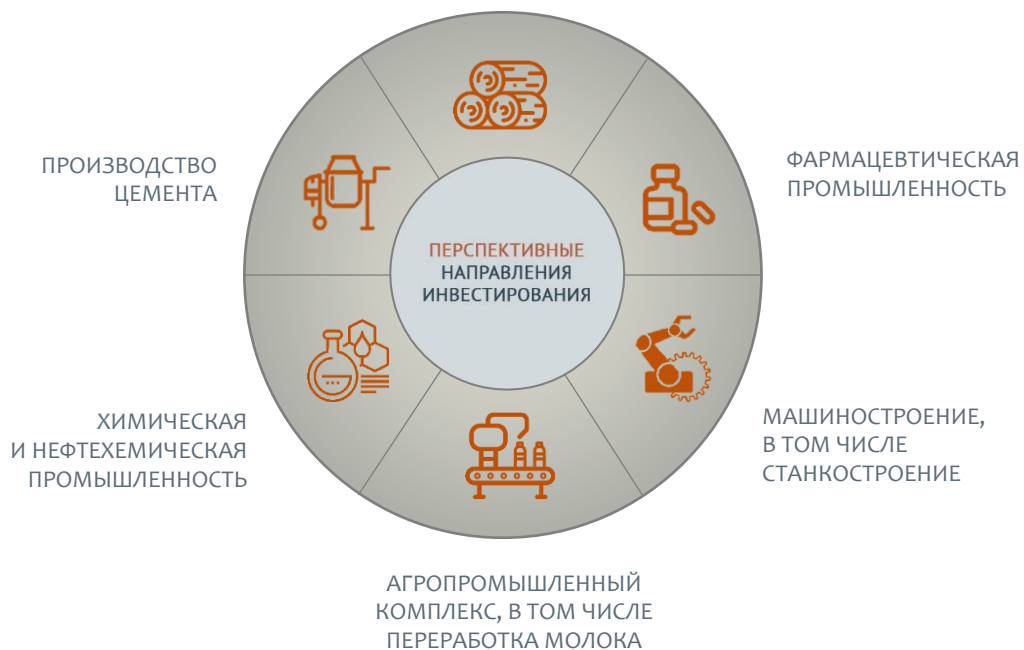 ПРОИЗВОДСТВО
ЦЕМЕНТА
ФАРМАЦЕВТИЧЕСКАЯ
ПРОМЫШЛЕННОСТЬ
ПЕРСПЕКТИВНЫЕ
НАПРАВЛЕНИЯ
ИНВЕСТИРОВАНИЯ
ХИМИЧЕСКАЯ
И НЕФТЕХЕМИЧЕСКАЯ
ПРОМЫШЛЕННОСТЬ
МАШИНОСТРОЕНИЕ,
В ТОМ ЧИСЛЕ
СТАНКОСТРОЕНИЕ
АГРОПРОМЫШЛЕННЫЙ
КОМПЛЕКС, В ТОМ ЧИСЛЕ
ПЕРЕРАБОТКА МОЛОКА